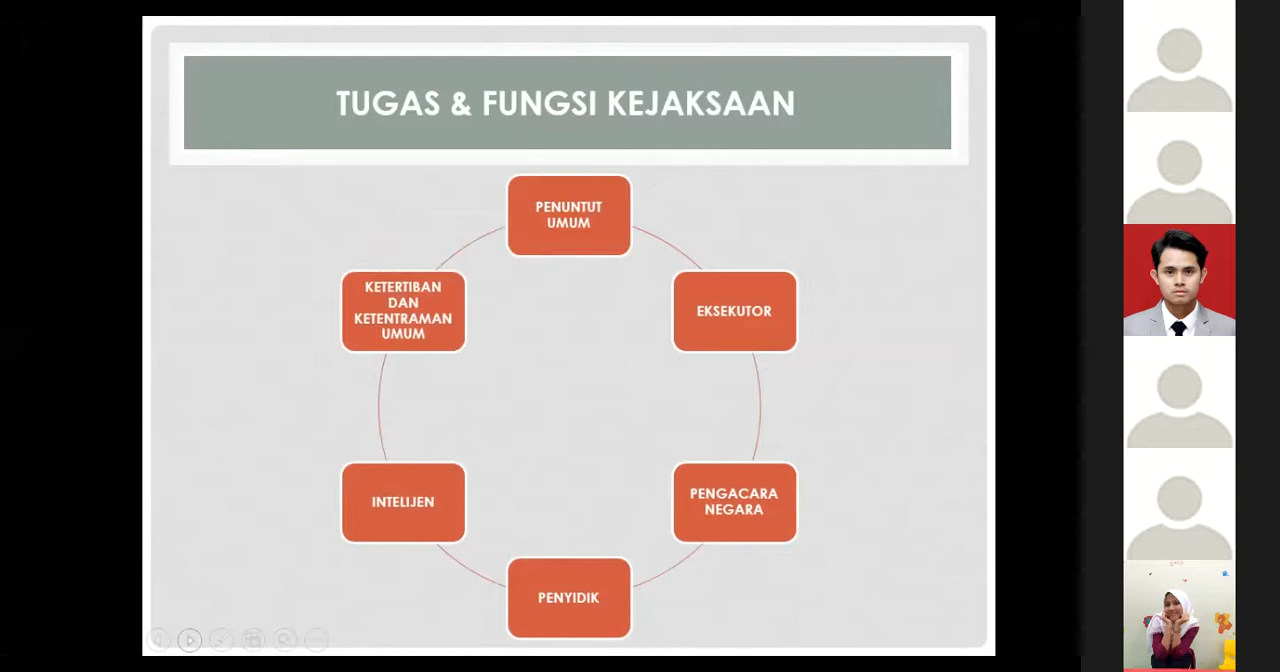 TUGAS & FUNGSI KEJAKSAAN
PENUNTUT
UMUM
EKSEKUTOR
PENGACARA
NEGARA
PENYIDIK
INTELIJEN
KETERTIBAN
DAN
KETENTRAMAN
UMUM